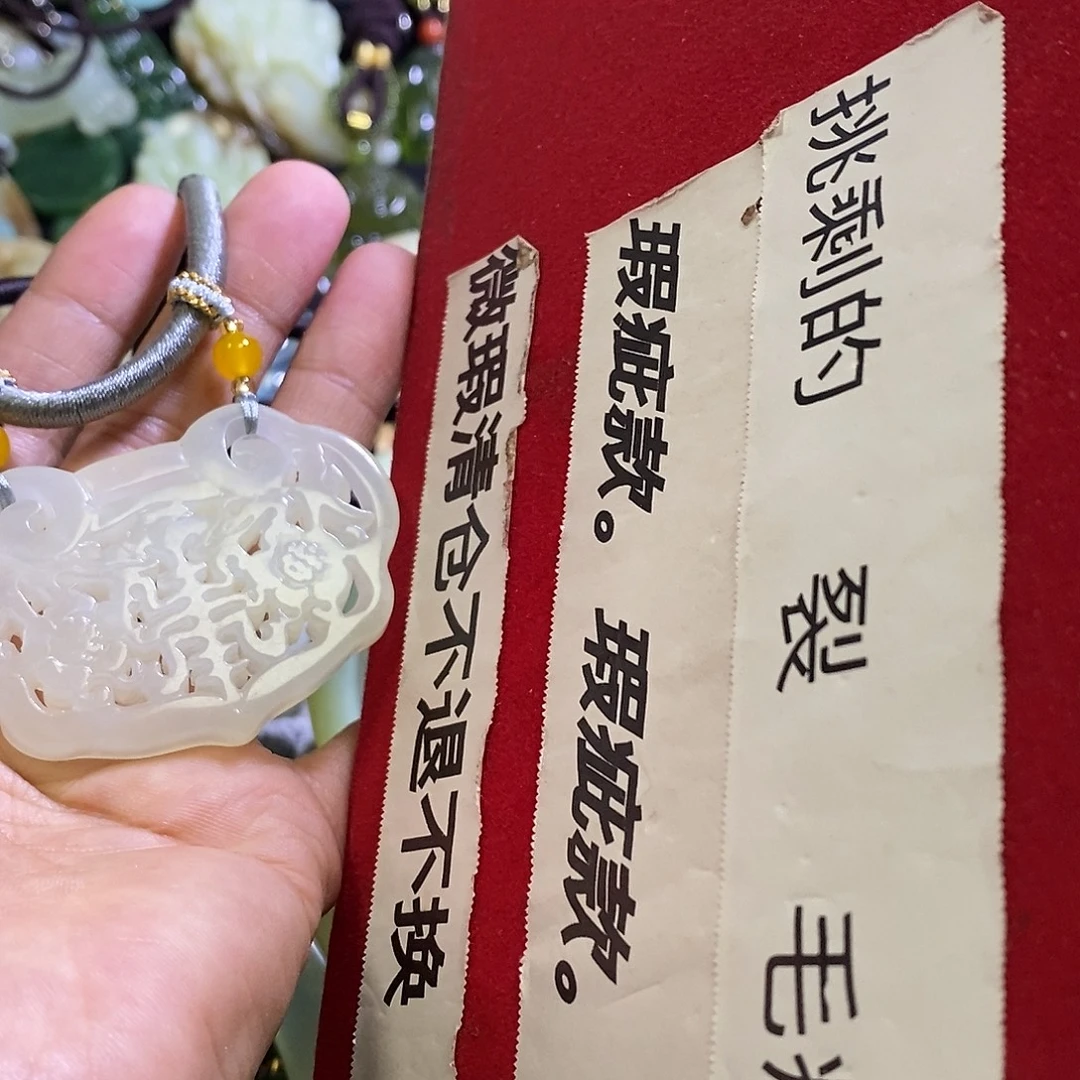 挑剩的 裂 毛
瑕疵款。 瑕疵款。
微瑕清仓不退不换